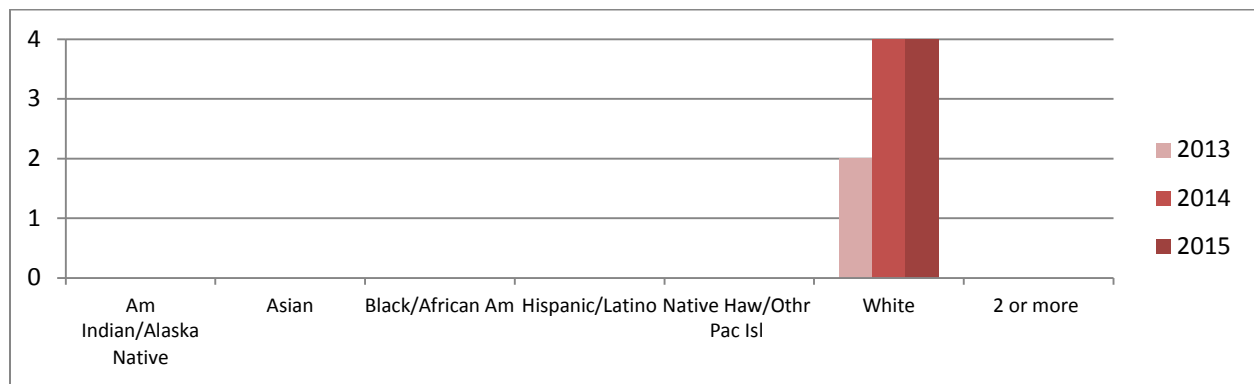 4
3
2
1
0
Am Indian/Alaska Native
Asian
Black/African Am
Hispanic/Latino
Native Haw/Othr Pac Isl
White
2 or more
2013
2014
2015